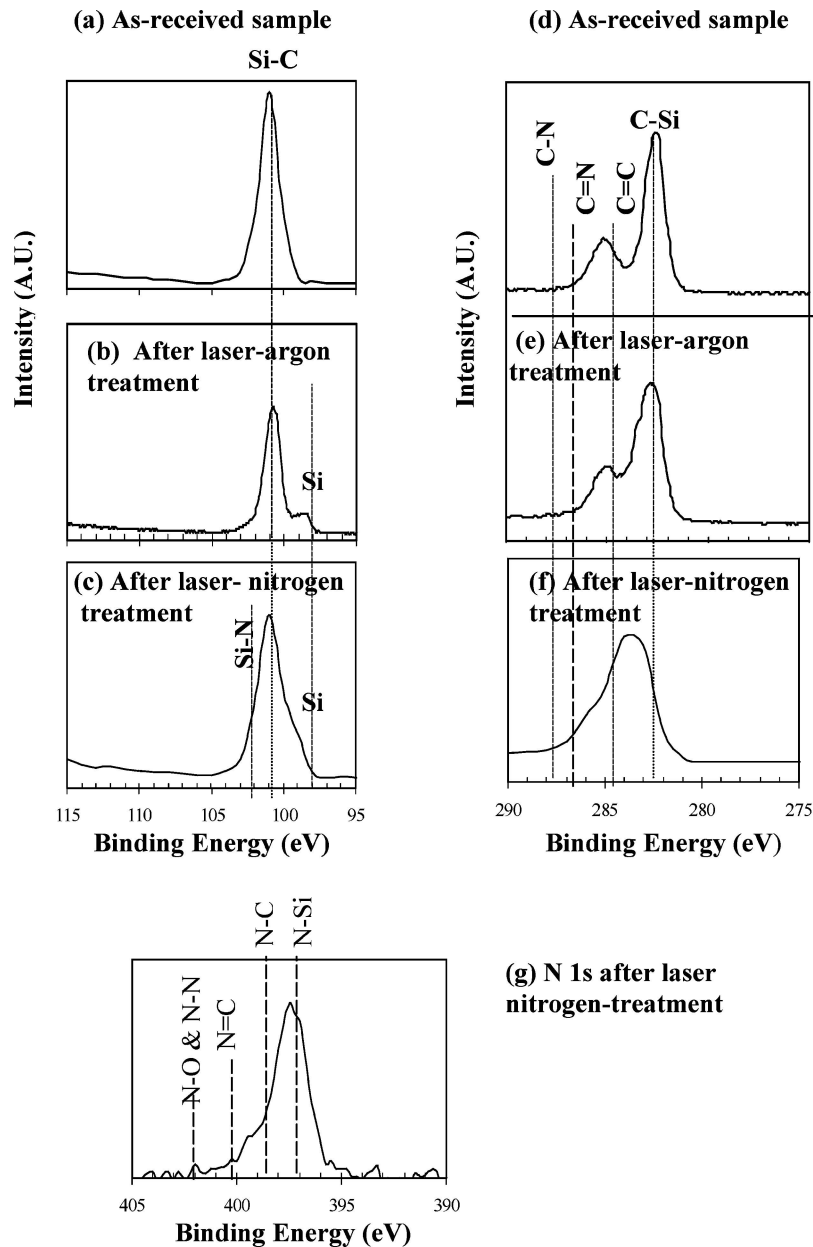 (a) As-received sample
Si-C
Intensity (A.U.)
(b) After laser-argon
treatment
Si
(c) After laser- nitrogen
treatment
Si-N
Si
115 110 105 100 95
Binding Energy (eV)
(d) As-received sample
C-N
C=N
C=C
C-Si
Intensity (A.U.)
(e) After laser-argon
treatment
(f) After laser-nitrogen
treatment
290 285 280 275
Binding Energy (eV)
N-O & N-N
N=C
N-C
N-Si
405 400 395 390
Binding Energy (eV)
(g) N 1s after laser
nitrogen-treatment